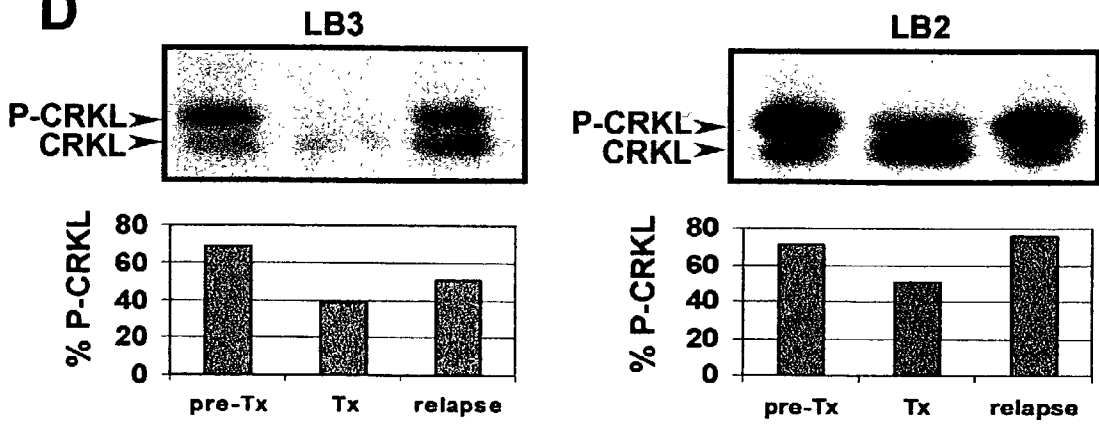 D
LB3
P-CRKL
CRKL
% P-CRKL
80
60
40
20
0
pre-Tx Tx relapse
LB2
P-CRKL
CRKL
% P-CRKL
80
60
40
20
0
pre-Tx Tx relapse